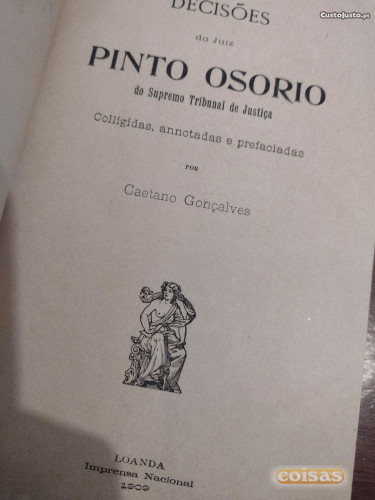 CustoJusto.pt
DECISÕES
do Juiz
PINTO OSORIO
do Supremo Tribunal de Justiça
Colligidas, annotadas e prefaciadas
POR
Caetano Gonçalves
LOANDA
Imprensa Nacional
1909
coisas